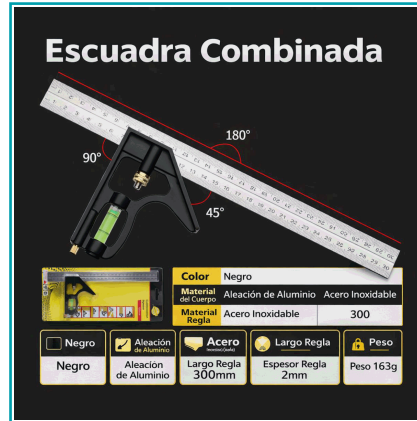 Escuadra Combinada
180°
90°
45°
Color Negro
Material del Cuerpo Aleación de Aluminio Acero Inoxidable
Material Regla Acero Inoxidable 300
Negro
Negro
Aleación de Aluminio
Aleación de Aluminio
Acero
Largo Regla
300mm
Largo Regla
Espesor Regla
2mm
Peso
Peso 163g